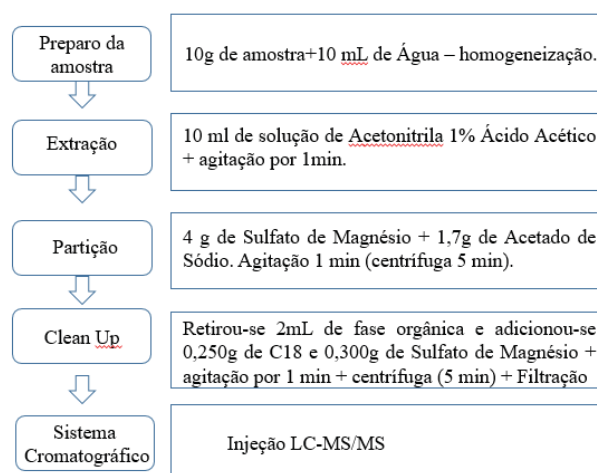 Preparo da
amostra
10g de amostra+10 mL de Água – homogeneização.
Extração
10 ml de solução de Acetonitrila 1% Ácido Acético
+ agitação por 1min.
Partição
4 g de Sulfato de Magnésio + 1,7g de Acetado de
Sódio. Agitação 1 min (centrífuga 5 min).
Clean Up
Retirou-se 2mL de fase orgânica e adicionou-se
0,250g de C18 e 0,300g de Sulfato de Magnésio +
agitação por 1 min + centrífuga (5 min) + Filtração
Sistema
Cromatográfico
Injeção LC-MS/MS